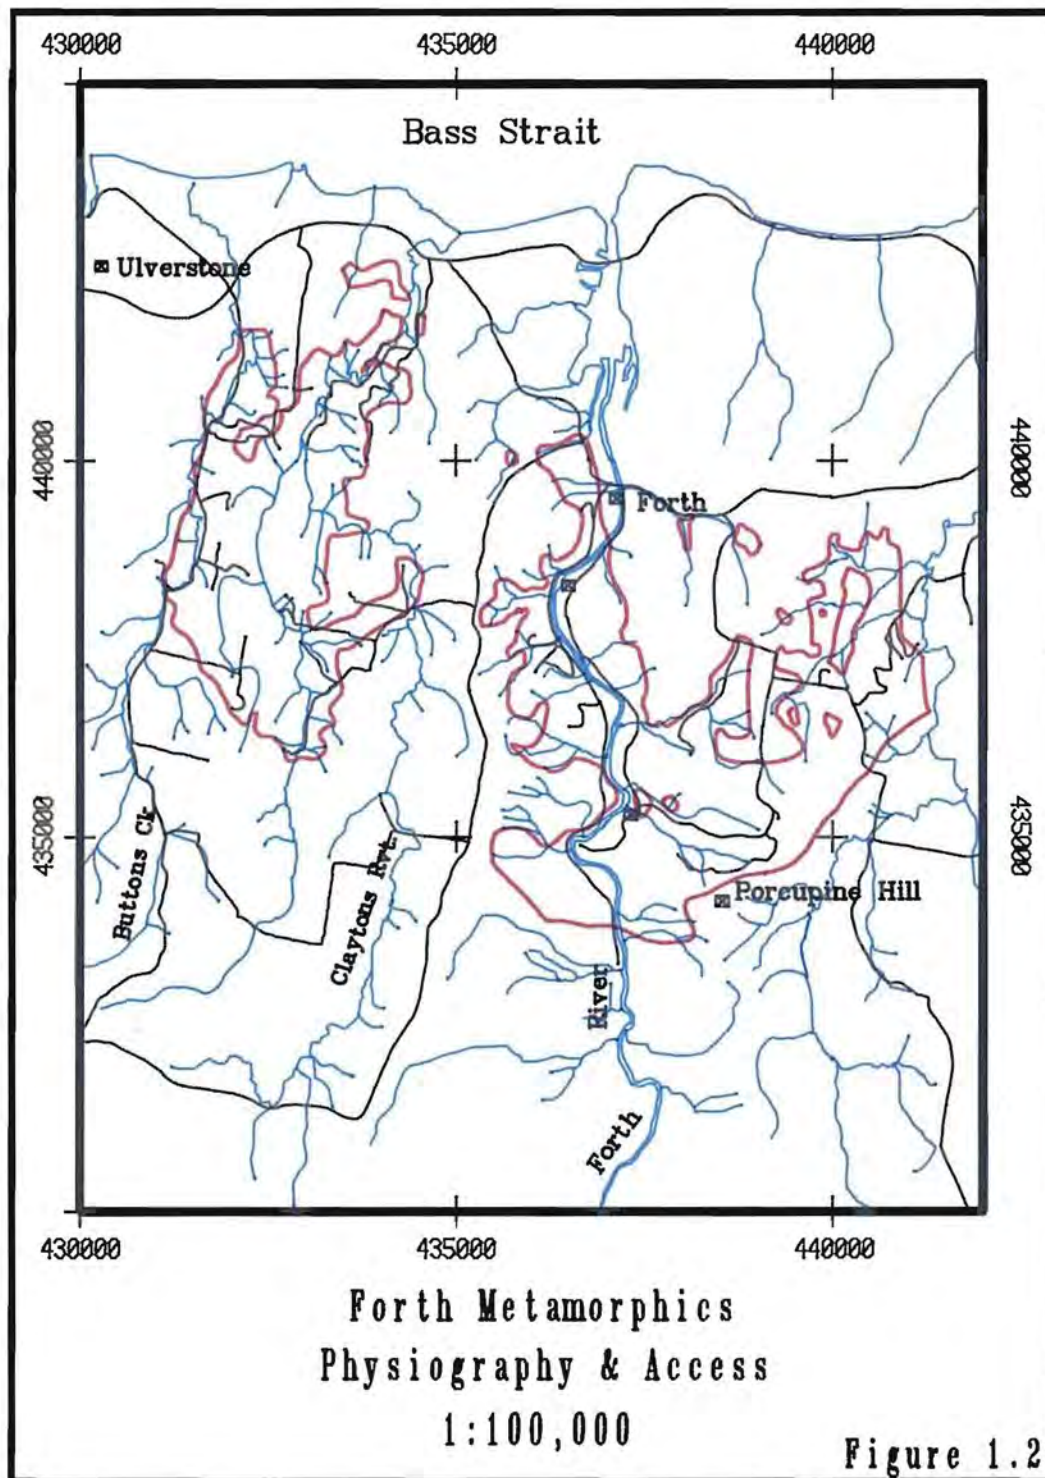 430000 435000 440000
Bass Strait
Ulverstone
440000
440000
Forth
435000
435000
Porcupine Hill
Buttons Ck
Claytons Rvt.
River
Forth
430000 435000 440000
Forth Metamorphics
Physiography & Access
1:100,000
Figure 1.2